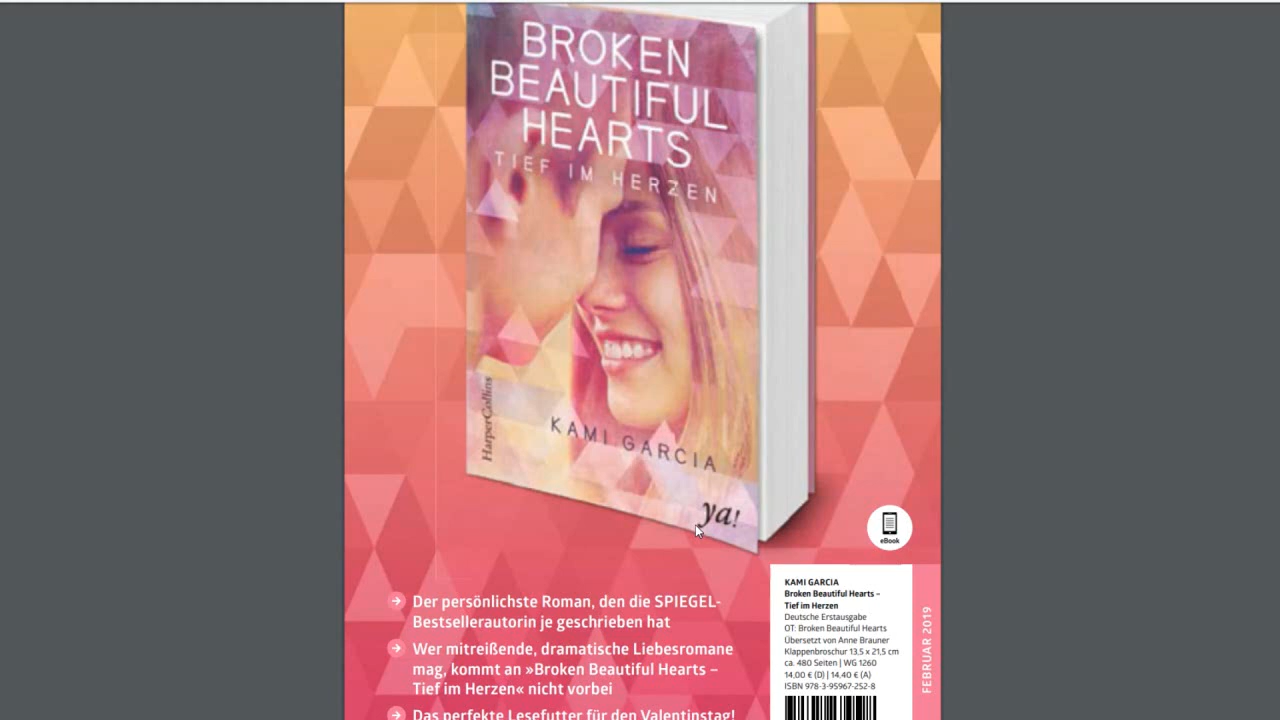 BROKEN
BEAUTIFUL
HEARTS
TIEF IM HERZEN
HarperCollins
KAMI GARCIA
ya!
eBook
Der persönlichste Roman, den die SPIEGEL-
Bestsellerautorin je geschrieben hat
Wer mitreißende, dramatische Liebesromane
mag, kommt an »Broken Beautiful Hearts –
Tief im Herzen« nicht vorbei
Das perfekte Lesefutter für den Valentinstag!
KAMI GARCIA
Broken Beautiful Hearts –
Tief im Herzen
Deutsche Erstausgabe
OT: Broken Beautiful Hearts
Übersetzt von Anne Brauner
Klappenbroschur 13,5 x 21,5 cm
ca. 480 Seiten | WG 1260
14,00 € (D) | 14,40 € (A)
ISBN 978-3-95967-252-8
FEBRUAR 2019